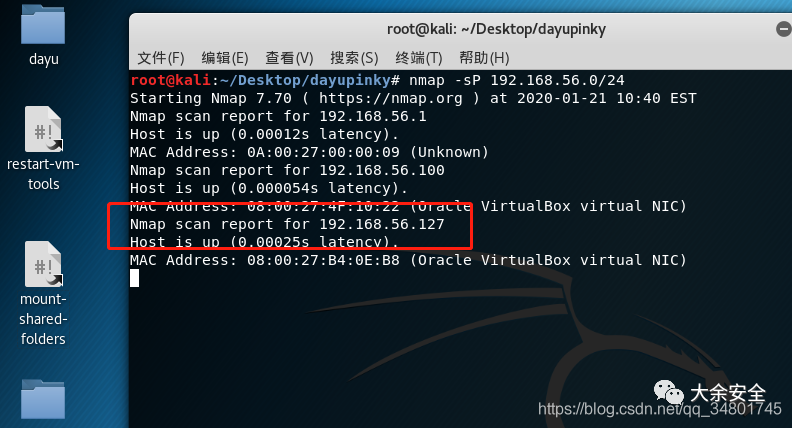 dayu
restart-vm-
tools
mount-
shared-
folders
root@kali: ~/Desktop/dayupinky
文件(F) 编辑(E) 查看(V) 搜索(S) 终端(T) 帮助(H)
root@kali:~/Desktop/dayupinky# nmap -sP 192.168.56.0/24
Starting Nmap 7.70 ( https://nmap.org ) at 2020-01-21 10:40 EST
Nmap scan report for 192.168.56.1
Host is up (0.00012s latency).
MAC Address: 0A:00:27:00:00:09 (Unknown)
Nmap scan report for 192.168.56.100
Host is up (0.000054s latency).
MAC Address: 08:00:27:4F:10:22 (Oracle VirtualBox virtual NIC)
Nmap scan report for 192.168.56.127
Host is up (0.00025s latency).
MAC Address: 08:00:27:B4:0E:B8 (Oracle VirtualBox virtual NIC)
大余安全
https://blog.csdn.net/qq_34801745